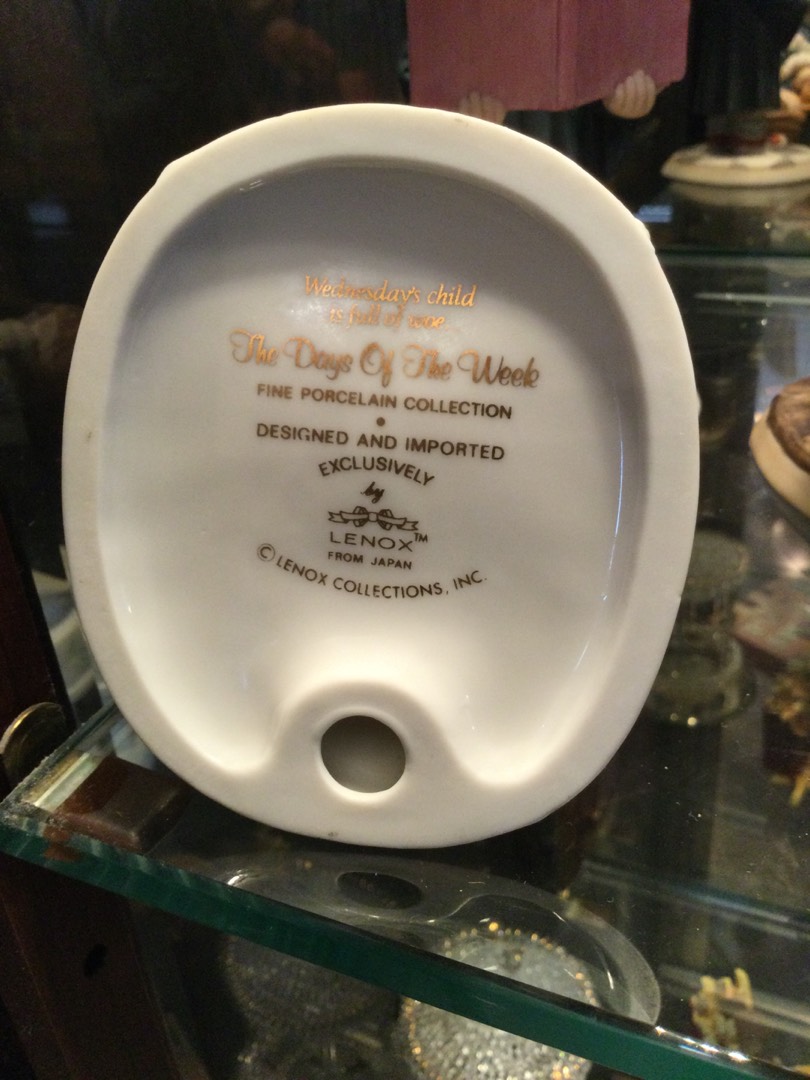 Wednesday's child
is full of woe...
The Days Of The Week
FINE PORCELAIN COLLECTION
•
DESIGNED AND IMPORTED
EXCLUSIVELY
by
LENOX™
FROM JAPAN
© LENOX COLLECTIONS, INC.